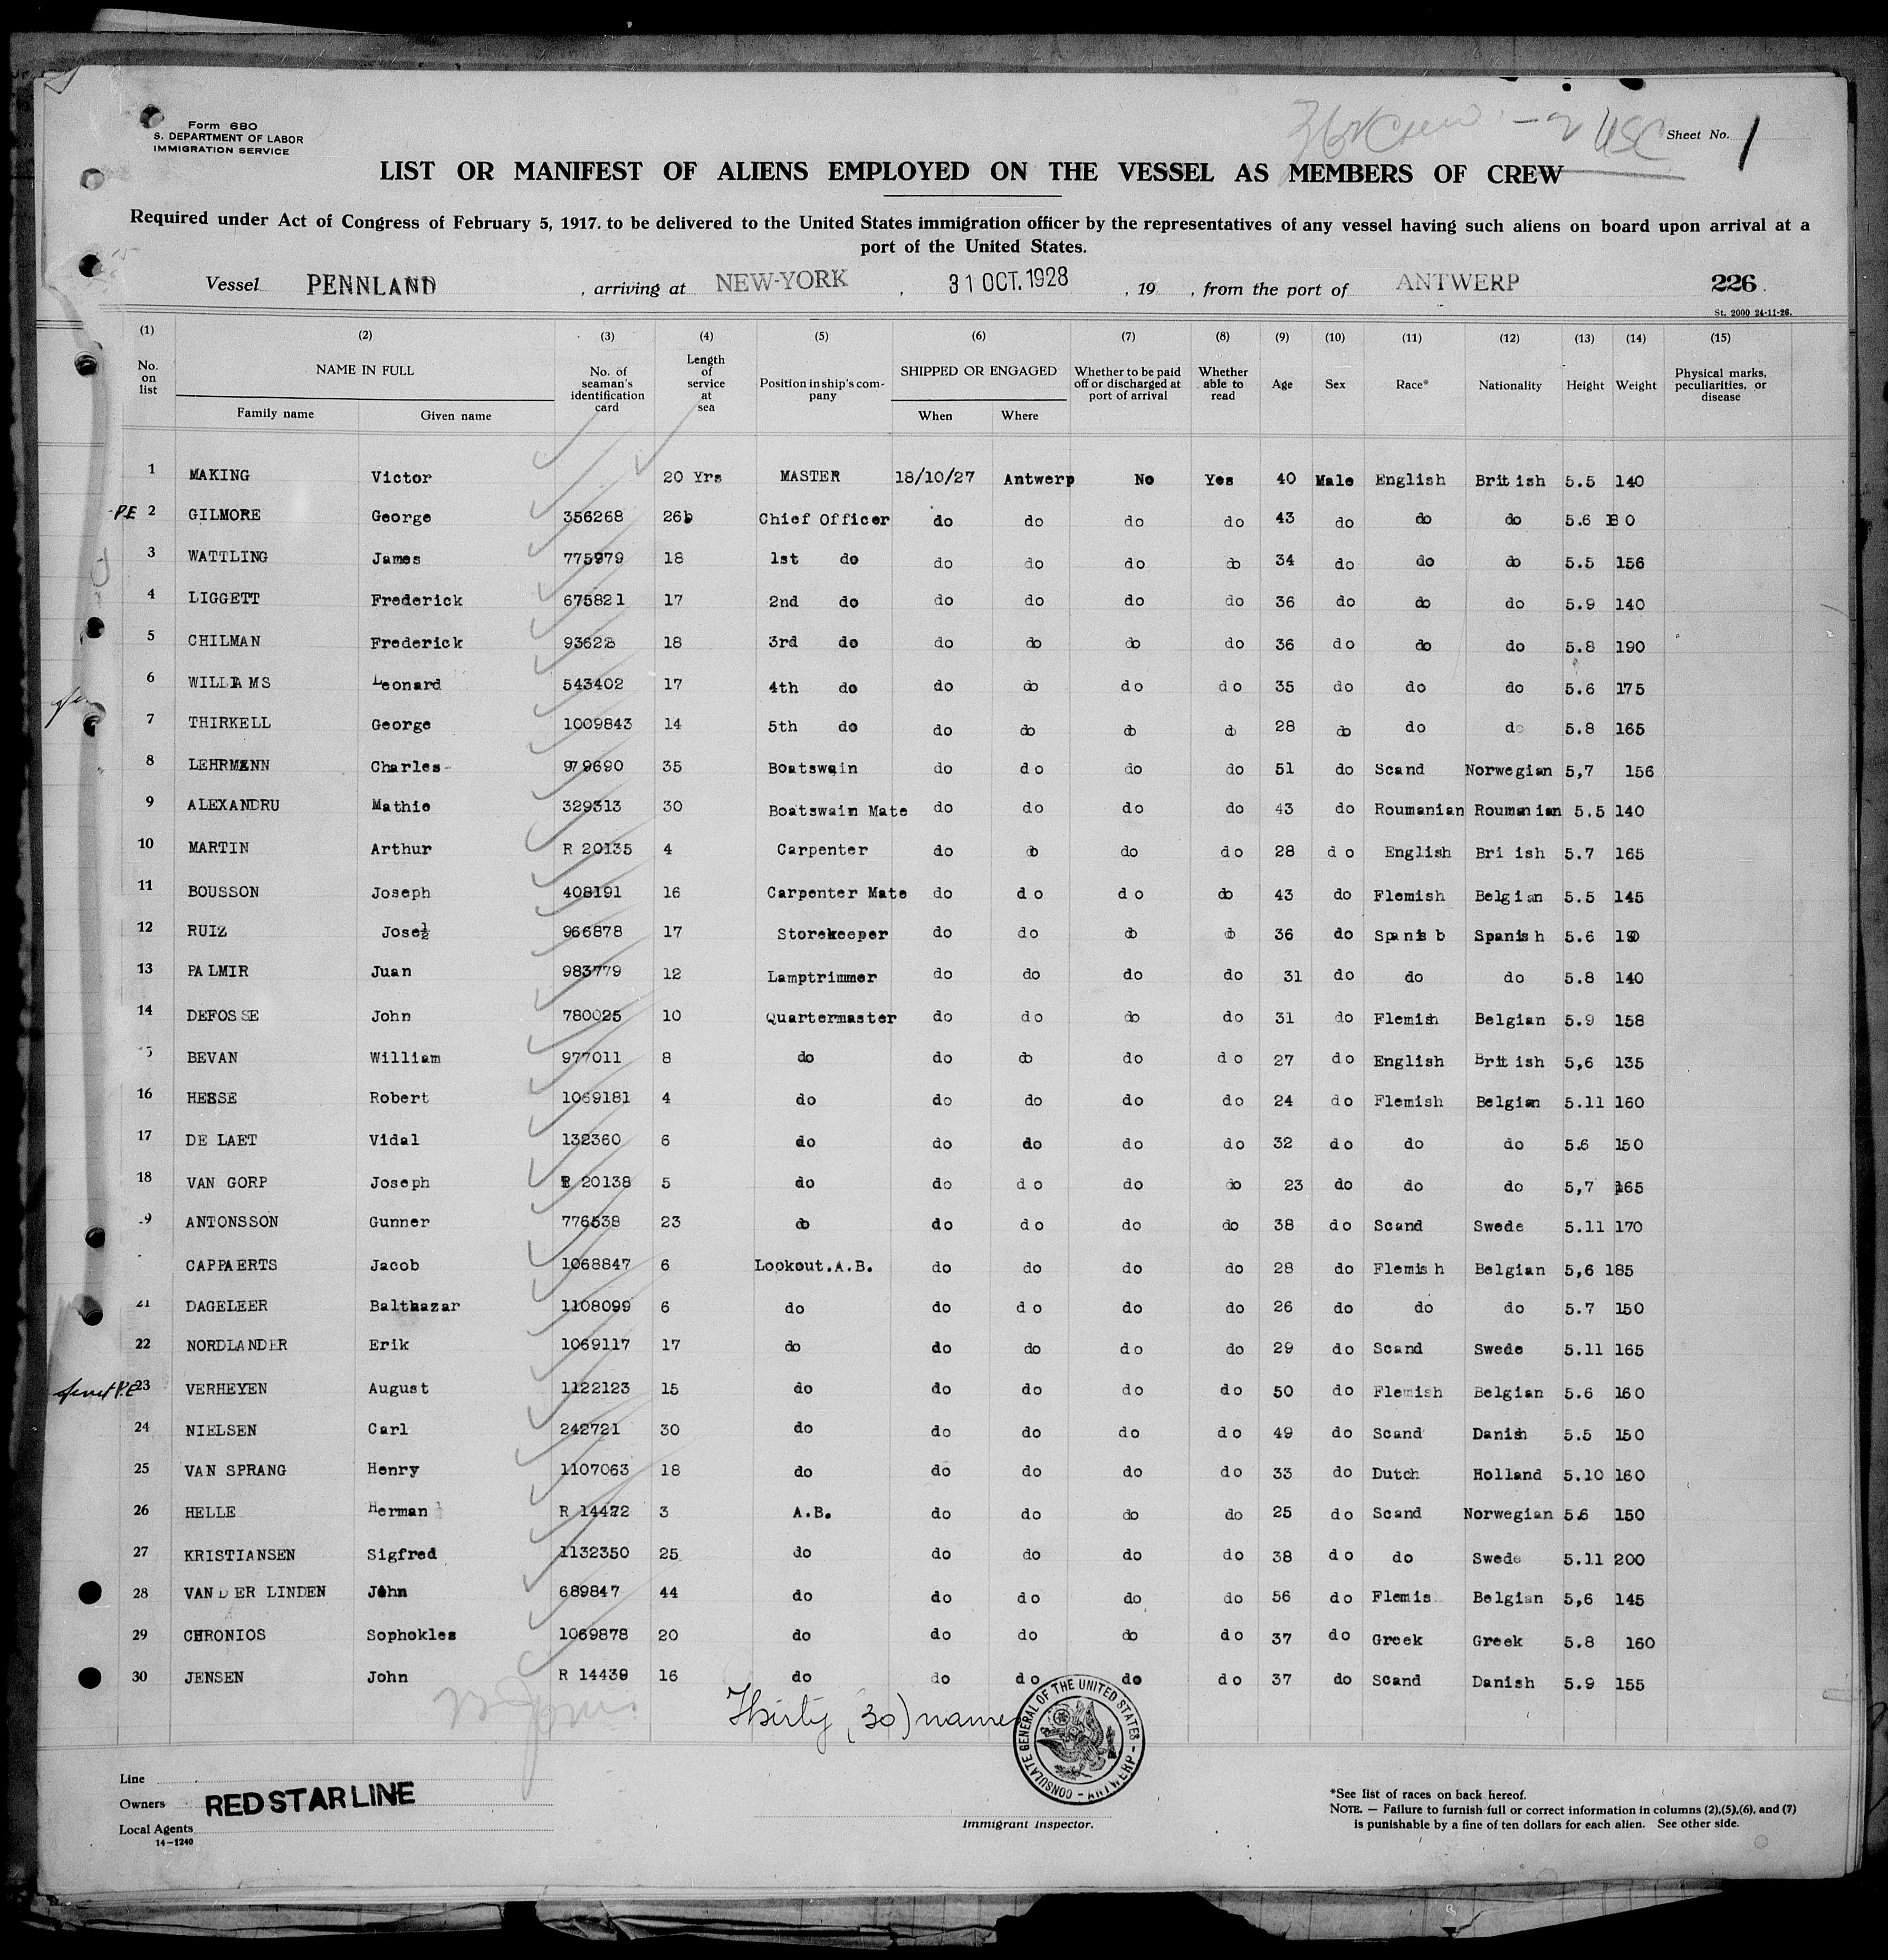 Form 680
S. DEPARTMENT OF LABOR
IMMIGRATION SERVICE
Sheet No. 1
LIST OR MANIFEST OF ALIENS EMPLOYED ON THE VESSEL AS MEMBERS OF CREW
Required under Act of Congress of February 5, 1917. to be delivered to the United States immigration officer by the representatives of any vessel having such aliens on board upon arrival at a
port of the United States.
Vessel PENNLAND , arriving at NEW-YORK , 31 OCT. 1928 , 19 , from the port of ANTWERP 226
St. 2000 24-11-26.
(1) (2) (3) (4) (5) (6) (7) (8) (9) (10) (11) (12) (13) (14) (15)
No. on list NAME IN FULL Family name Given name No. of seaman's identification card Length of service at sea Position in ship's company SHIPPED OR ENGAGED When Where Whether to be paid off or discharged at port of arrival Whether able to read Age Sex Race* Nationality Height Weight Physical marks, peculiarities, or disease
1 MAKING Victor 20 Yrs MASTER 18/10/27 Antwerp No Yes 40 Male English British 5.5 140
P.E 2 GILMORE George 356268 26 Chief Officer do do do do 43 do do do 5.6
3 WATTLING James 775979 18 1st do do do do do 34 do do do 5.5 156
4 LIGGETT Frederick 675821 17 2nd do do do do do 36 do do do 5.9 140
5 CHILMAN Frederick 93628 18 3rd do do do do do 36 do do do 5.8 190
6 WILLIAMS Leonard 543402 17 4th do do do do do 35 do do do 5.6 175
7 THIRKELL George 1009843 14 5th do do do do do 28 do do do 5.8 165
8 LEHRMANN Charles 979690 35 Boatswain do do do do 51 do Scand Norwegian 5,7 156
9 ALEXANDRU Mathie 329313 30 Boatswain Mate do do do do 43 do Roumanian Roumanian 5.5 140
10 MARTIN Arthur R 20135 4 Carpenter do do do do 28 do English Bri ish 5.7 165
11 BOUSSON Joseph 408191 16 Carpenter Mate do do do do 43 do Flemish Belgian 5.5 145
12 RUIZ Jose 966878 17 Storekeeper do do do do 36 do Spanis b Spanish 5.6
13 PALMIR Juan 983779 12 Lamptrimmer do do do do 31 do do do 5.8 140
14 DEFOSSE John 780025 10 Quartermaster do do do do 31 do Flemish Belgian 5.9 158
5 BEVAN William 977011 8 do do do do do 27 do English British 5,6 135
16 HESSE Robert 1069181 4 do do do do do 24 do Flemish Belgian 5.11 160
17 DE LAET Vidal 132360 6 do do do do do 32 do do do 5.6 150
18 VAN GORP Joseph R 20138 5 do do do do do 23 do do do 5,7 165
9 ANTONSSON Gunner 776538 23 do do do do do 38 do Scand Swede 5.11 170
CAPPAERTS Jacob 1068847 6 Lookout.A.B. do do do do 28 do Flemish Belgian 5,6 185
21 DAGELEER Balthazar 1108099 6 do do do do do 26 do do do 5.7 150
22 NORDLANDER Erik 1069117 17 do do do do do 29 do Scand Swede 5.11 165
P.E 23 VERHEYEN August 1122123 15 do do do do do 50 do Flemish Belgian 5.6 160
24 NIELSEN Carl 242721 30 do do do do do 49 do Scand Danish 5.5 150
25 VAN SPRANG Henry 1107063 18 do do do do do 33 do Dutch Holland 5.10 160
26 HELLE Herman R 14472 3 A.B. do do do do 25 do Scand Norwegian 5.6 150
27 KRISTIANSEN Sigfred 1132350 25 do do do do do 38 do do Swede 5.11 200
28 VAN DER LINDEN John 689847 44 do do do do do 56 do Flemis Belgian 5,6 145
29 CHRONIOS Sophokles 1069878 20 do do do do do 37 do Greek Greek 5.8 160
30 JENSEN John R 14439 16 do do do do do 37 do Scand Danish 5.9 155
Thirty (30) names
CONSULATE GENERAL OF THE UNITED STATES - ANTWERP -
Line
Owners RED STAR LINE
Local Agents
14-1240
Immigrant Inspector.
*See list of races on back hereof.
NOTE. — Failure to furnish full or correct information in columns (2),(5),(6), and (7)
is punishable by a fine of ten dollars for each alien. See other side.